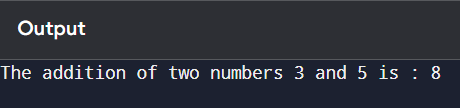 Output
The addition of two numbers 3 and 5 is : 8